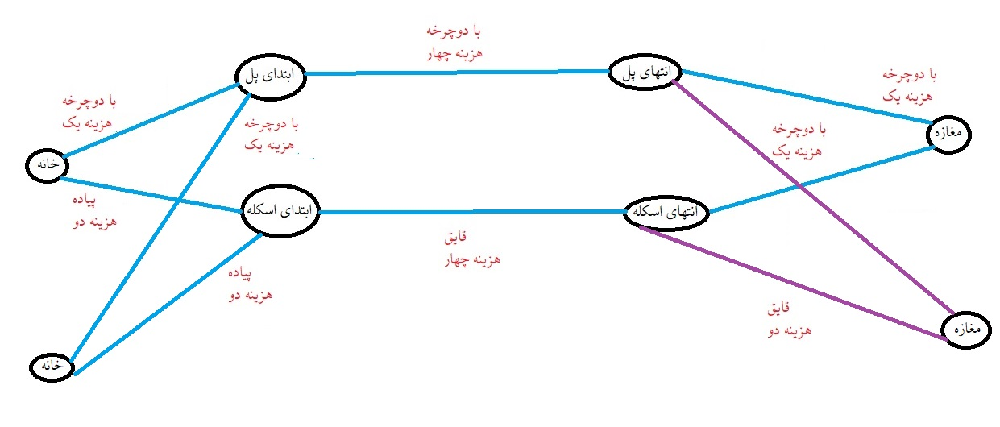 با دوچرخه
هزینه چهار
ابتدای پل
انتهای پل
با دوچرخه
هزینه یک
با دوچرخه
هزینه یک
با دوچرخه
هزینه یک
با دوچرخه
هزینه یک
مغازه
خانه
پیاده
هزینه دو
ابتدای اسکله
انتهای اسکله
قایق
هزینه چهار
پیاده
هزینه دو
قایق
هزینه دو
مغازه
خانه